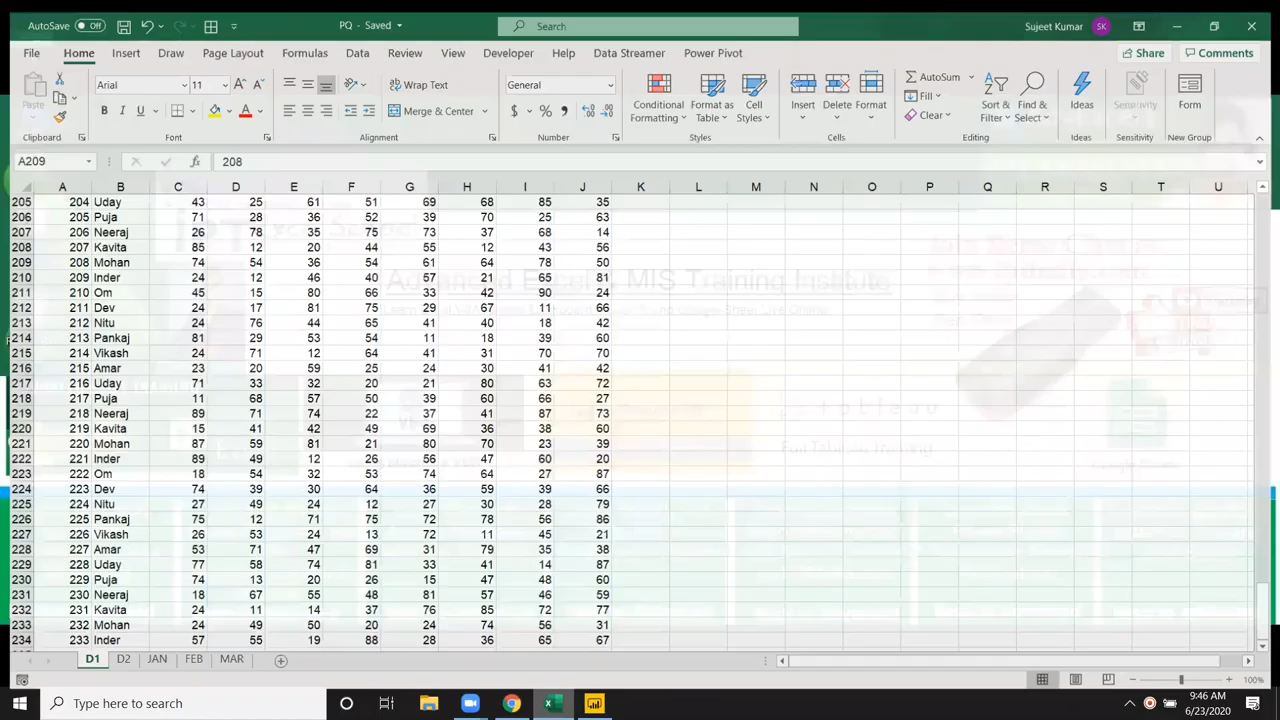 AutoSave Off PQ - Saved Search Sujeet Kumar SK
File Home Insert Draw Page Layout Formulas Data Review View Developer Help Data Streamer Power Pivot Share Comments
Paste Arial 11 Wrap Text General Conditional Formatting Format as Table Cell Styles Insert Delete Format AutoSum Sort & Filter Find & Select Ideas Sensitivity Form
B I U Merge & Center $ % Fill Clear
Clipboard Font Alignment Number Styles Cells Editing Ideas Sensitivity New Group
A209 fx 208
A B C D E F G H I J K L M N O P Q R S T U
205 204 Uday 43 25 61 51 69 68 85 35
206 205 Puja 71 28 36 52 39 70 25 63
207 206 Neeraj 26 78 35 75 73 37 68 14
208 207 Kavita 85 12 20 44 55 12 43 56
209 208 Mohan 74 54 36 54 61 64 78 50
210 209 Inder 24 12 46 40 67 21 65 81
Advanced Excel & MIS Training Institute
211 210 Om 45 15 80 66 33 42 90 24
212 211 Dev 24 17 81 75 29 67 11 66
213 212 Nitu 24 76 44 65 41 40 18 42
214 213 Pankaj 81 29 53 54 11 18 39 60
215 214 Vikash 24 71 12 64 41 31 70 70
216 215 Amar 23 20 59 25 24 30 41 42
217 216 Uday 71 33 32 20 21 80 63 72
218 217 Puja 11 68 57 50 39 60 66 27
219 218 Neeraj 89 71 74 22 37 41 87 73
220 219 Kavita 15 41 42 49 69 36 38 60
221 220 Mohan 87 59 81 21 80 70 23 39
222 221 Inder 89 49 12 26 56 47 60 20
223 222 Om 18 54 32 53 74 64 27 87
224 223 Dev 74 39 30 64 36 59 39 66
225 224 Nitu 27 49 24 12 27 30 28 79
226 225 Pankaj 75 12 71 75 72 78 56 86
227 226 Vikash 26 53 24 13 72 11 45 21
228 227 Amar 53 71 47 69 31 79 35 38
229 228 Uday 77 58 74 81 33 41 14 87
230 229 Puja 74 13 20 26 15 47 48 60
231 230 Neeraj 18 67 55 48 81 57 46 59
232 231 Kavita 24 11 14 37 76 85 72 77
233 232 Mohan 24 49 50 20 24 74 56 31
234 233 Inder 57 55 19 88 28 36 65 67
D1 D2 JAN FEB MAR
100%
Type here to search 9:46 AM
6/23/2020